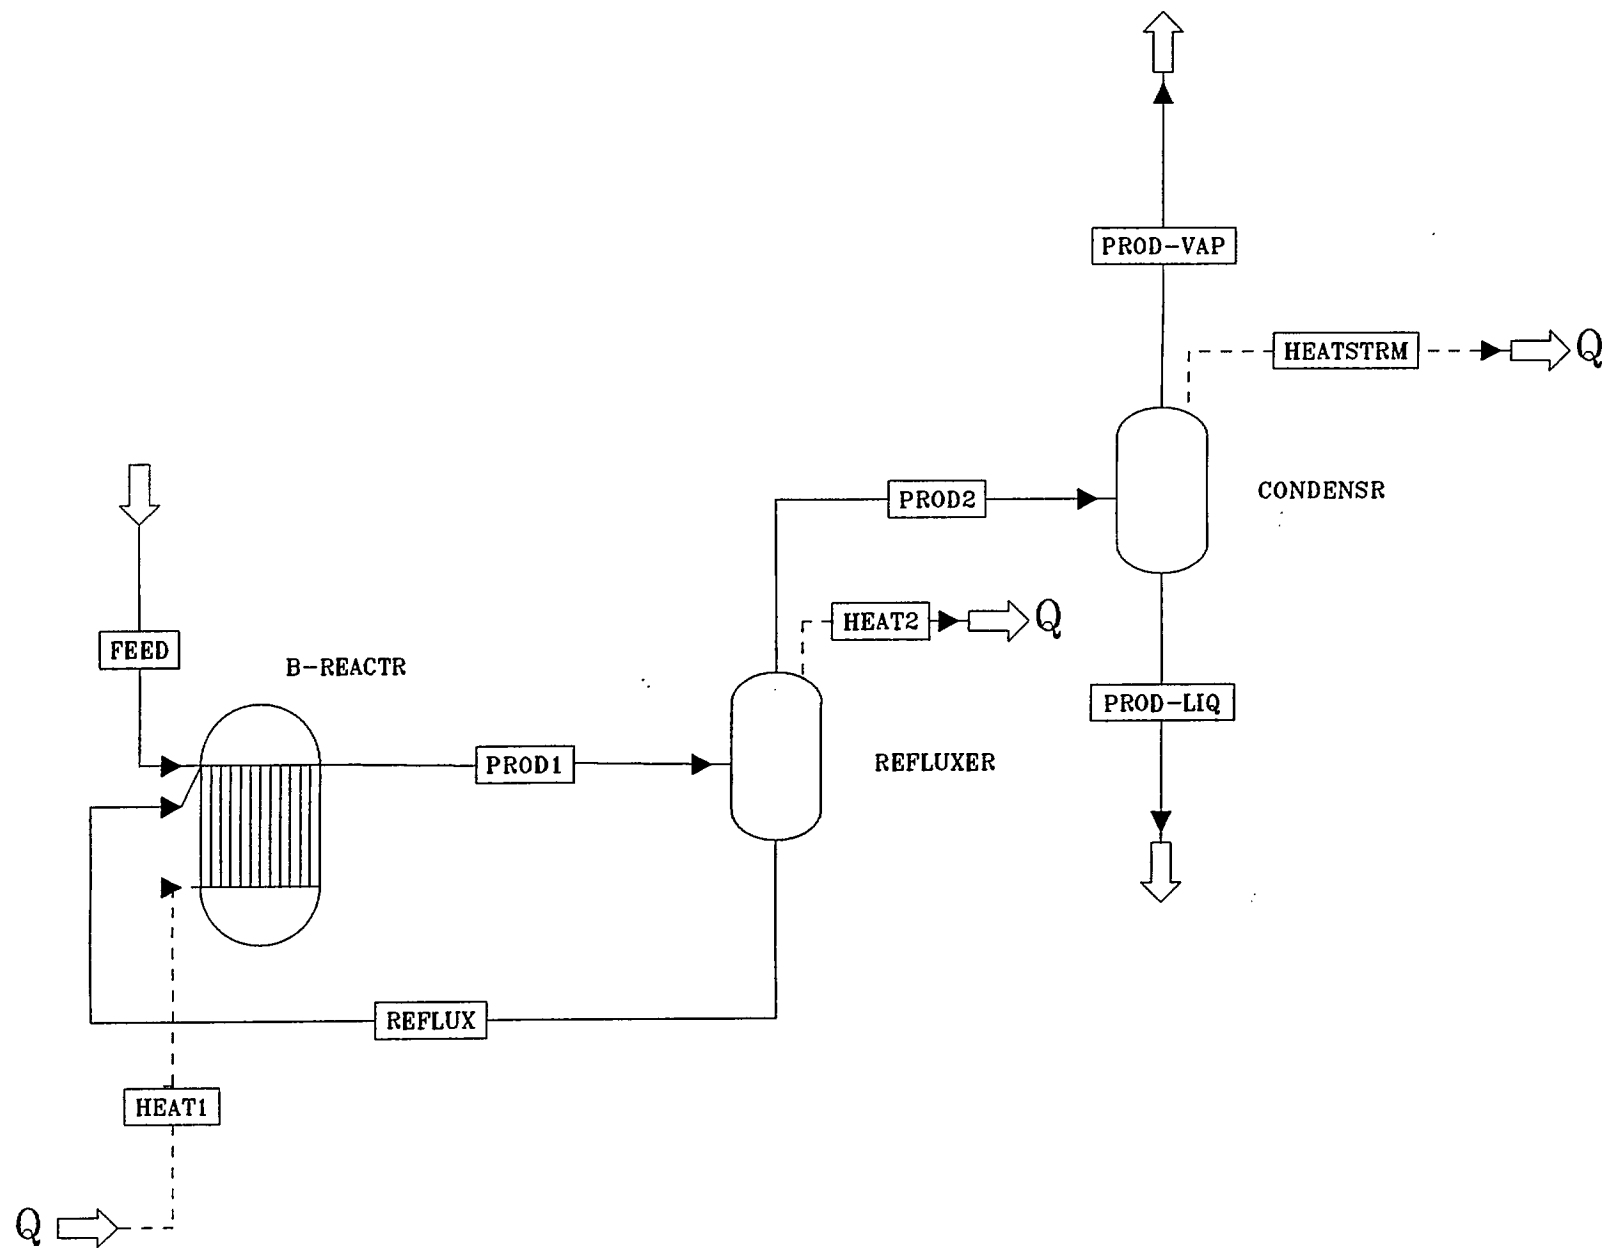 PROD-VAP
HEATSTRM
Q
CONDENSR
PROD2
HEAT2
Q
FEED
B-REACTR
PROD-LIQ
PROD1
REFLUXER
REFLUX
HEAT1
Q